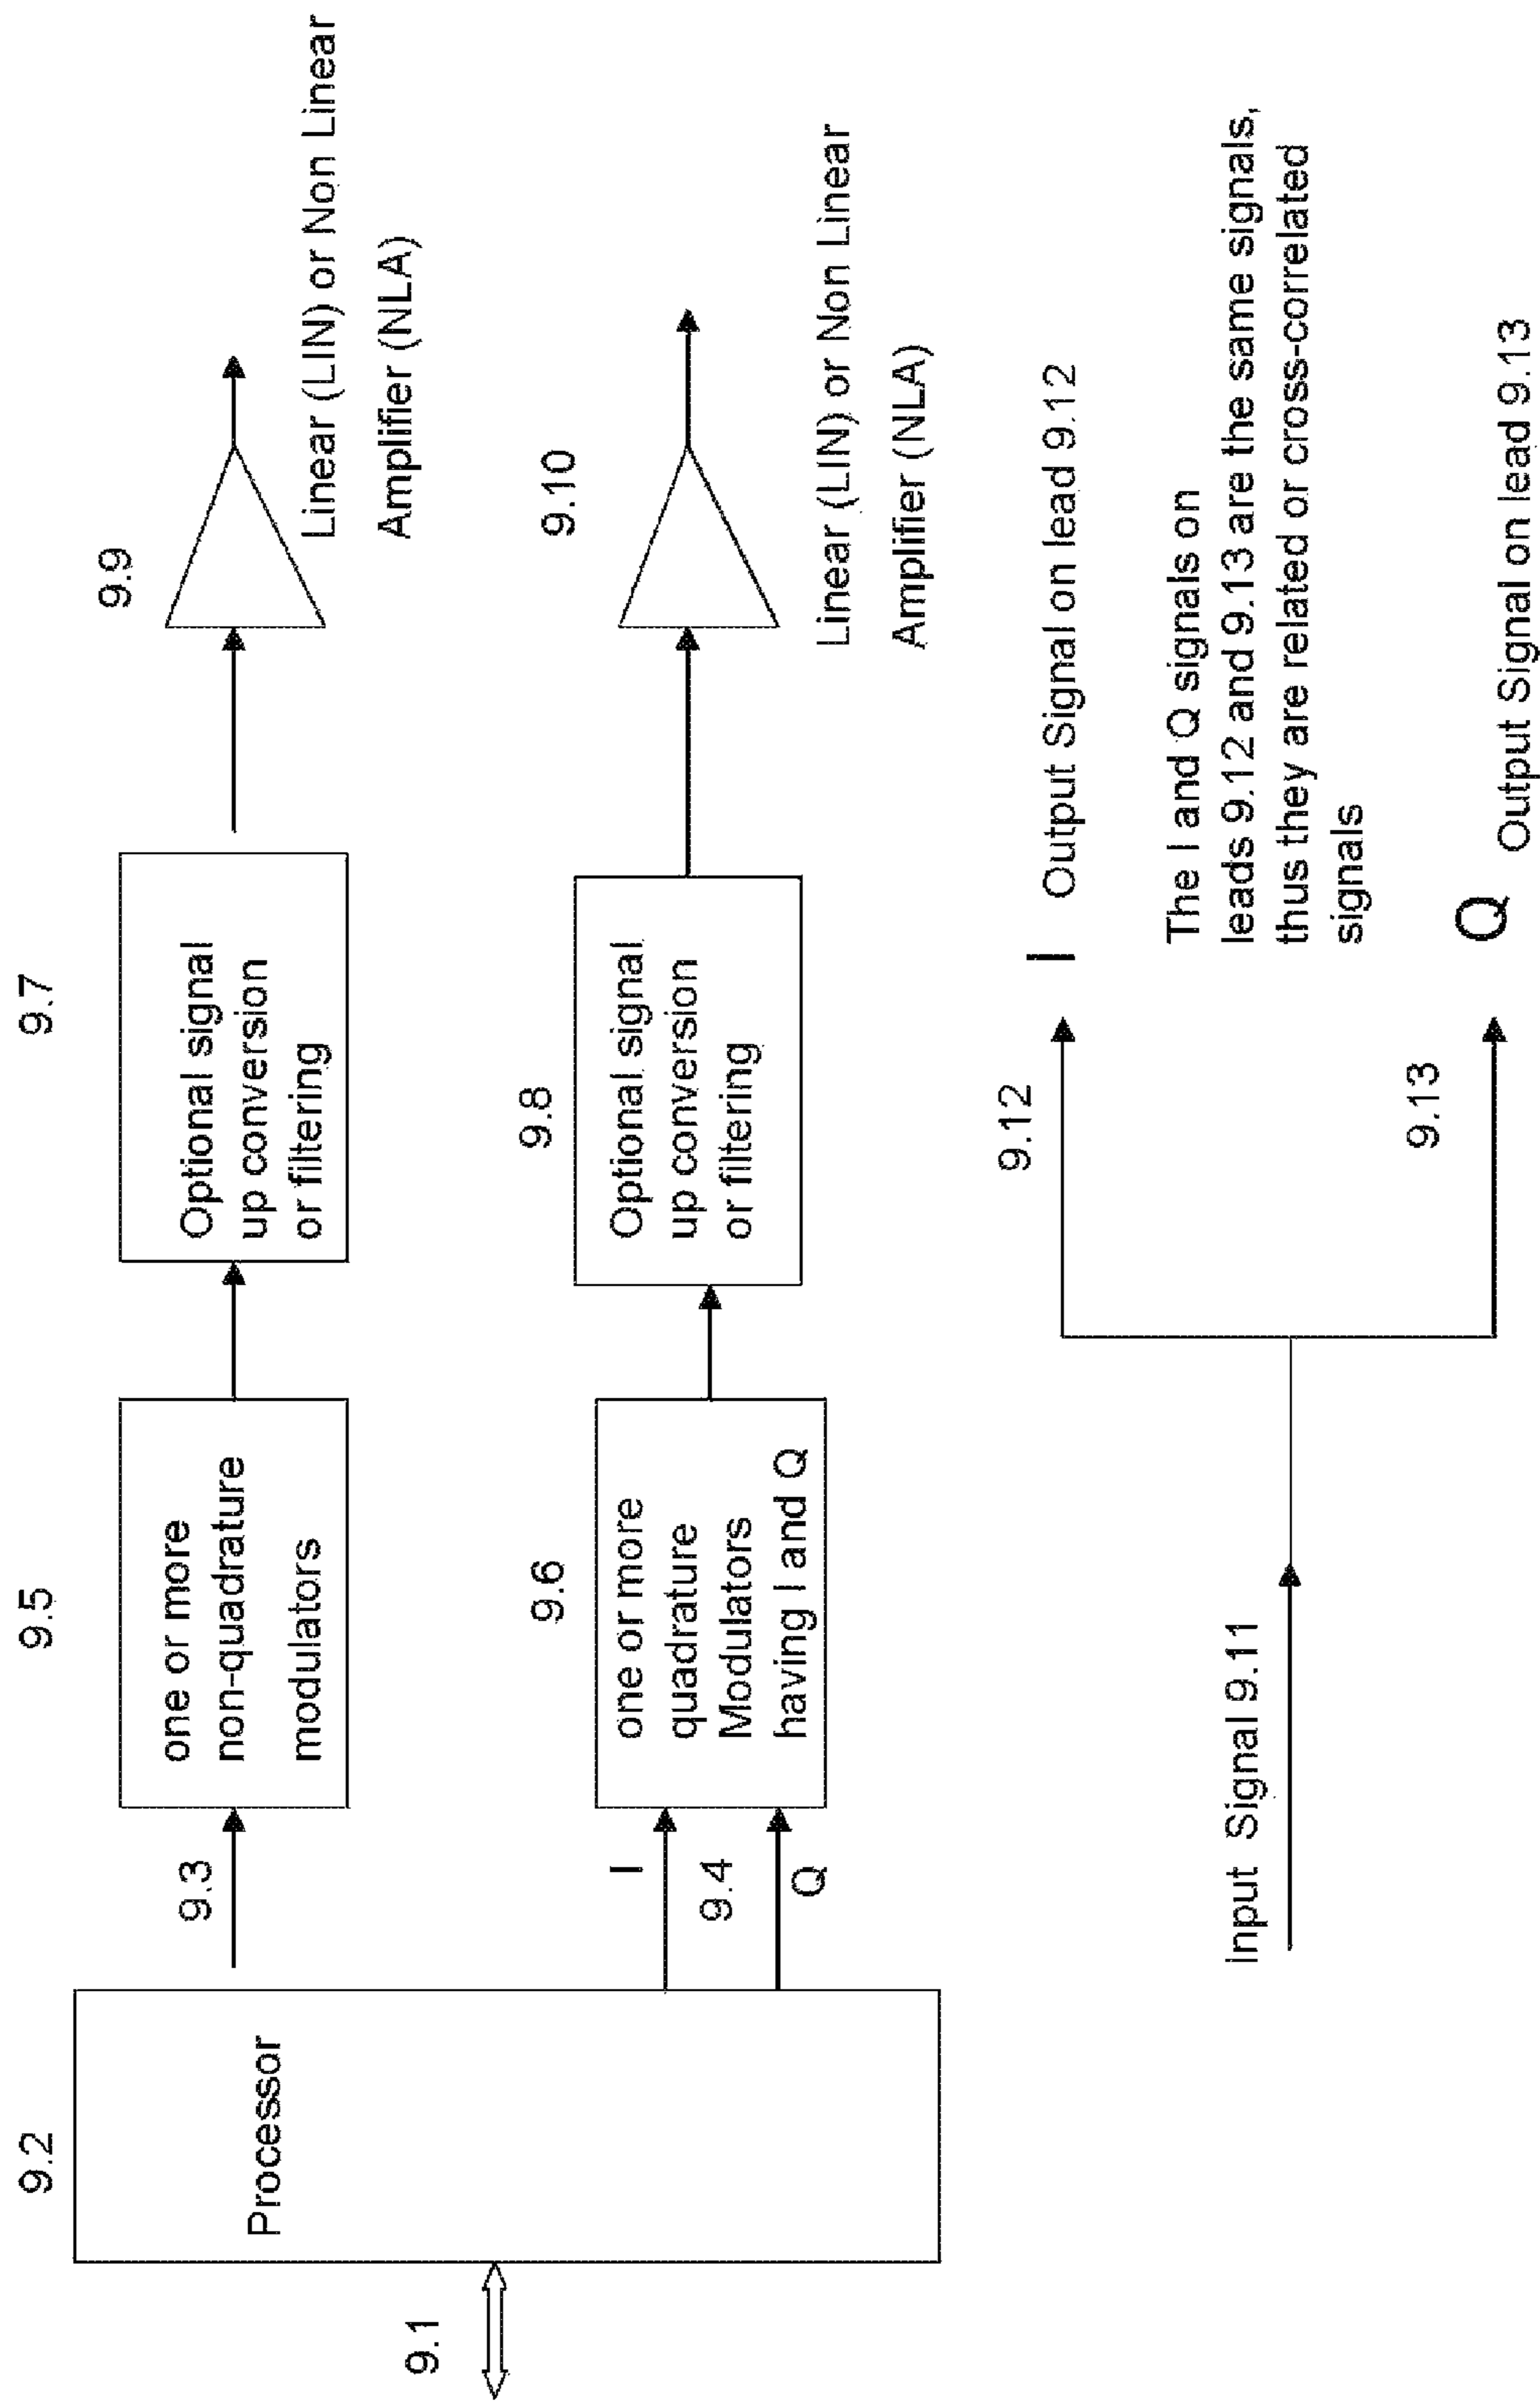 9.1
9.2
Processor
9.3
I
9.4
Q
9.5
one or more
non-quadrature
modulators
9.6
one or more
quadrature
Modulators
having I and Q
9.7
Optional signal
up conversion
or filtering
9.8
Optional signal
up conversion
or filtering
9.9
Linear (LIN) or Non Linear
Amplifier (NLA)
9.10
Linear (LIN) or Non Linear
Amplifier (NLA)
Input Signal 9.11
9.12
I
Output Signal on lead 9.12
The I and Q signals on
leads 9.12 and 9.13 are the same signals,
thus they are related or cross-correlated
signals
9.13
Q
Output Signal on lead 9.13